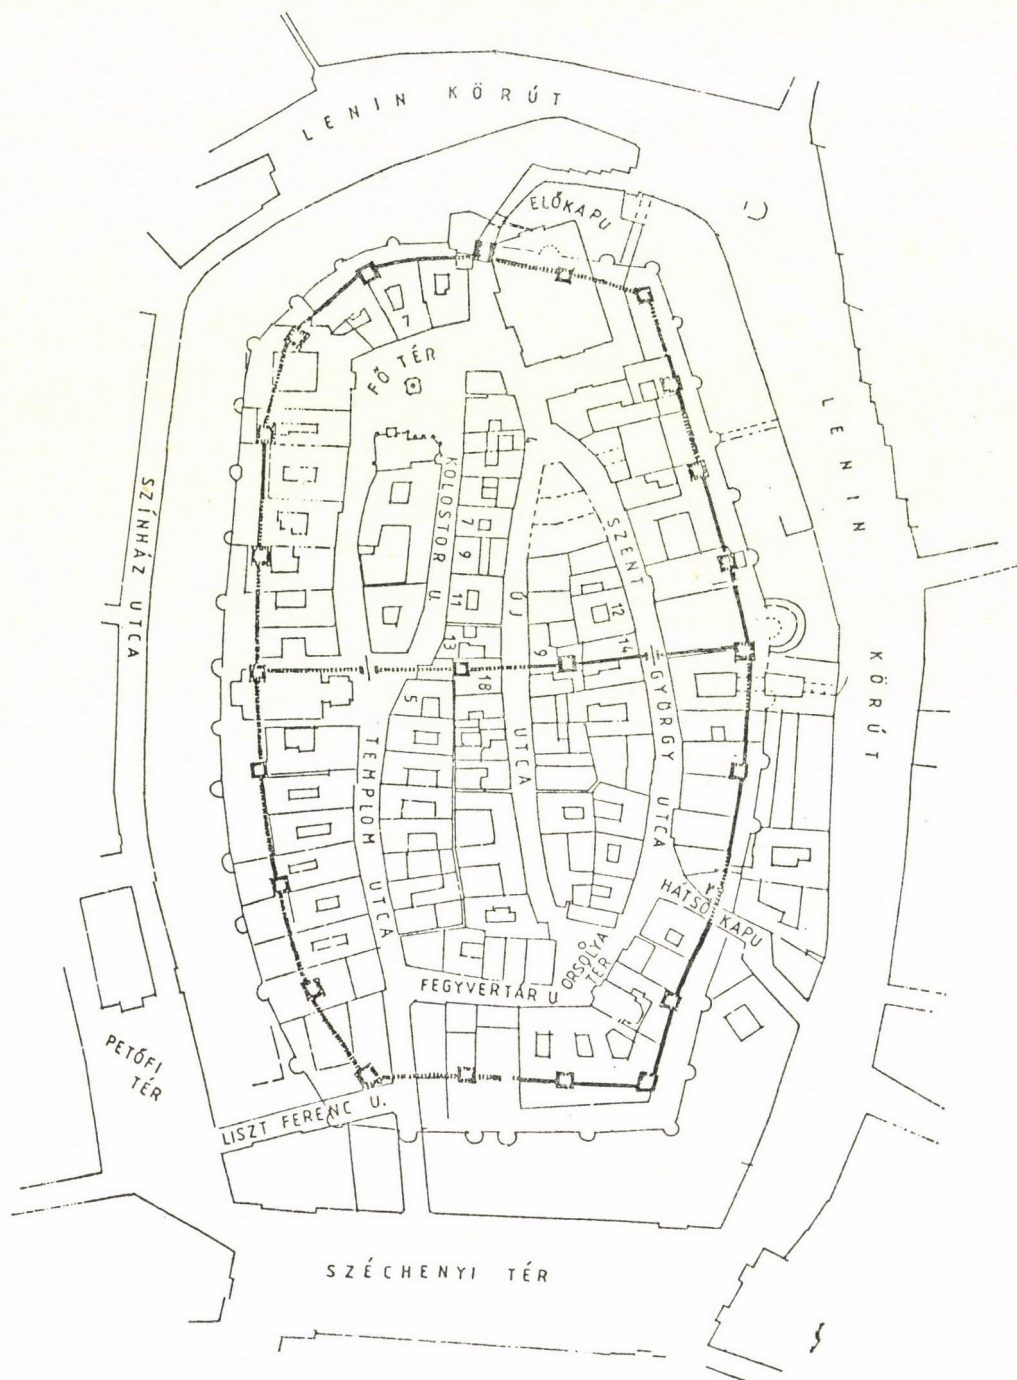 LENIN KÖRÚT
ELŐKAPU
7
FŐ TÉR
LENIN KÖRÚT
KOLOSTOR U.
7
9
11
13
SZÍNHÁZ UTCA
ÚJ UTCA
9
18
SZENT GYÖRGY UTCA
12
14
5
TEMPLOM UTCA
HÁTSÓ KAPU
ORSOLYA TÉR
FEGYVERTÁR U.
PETŐFI TÉR
LISZT FERENC U.
SZÉCHENYI TÉR